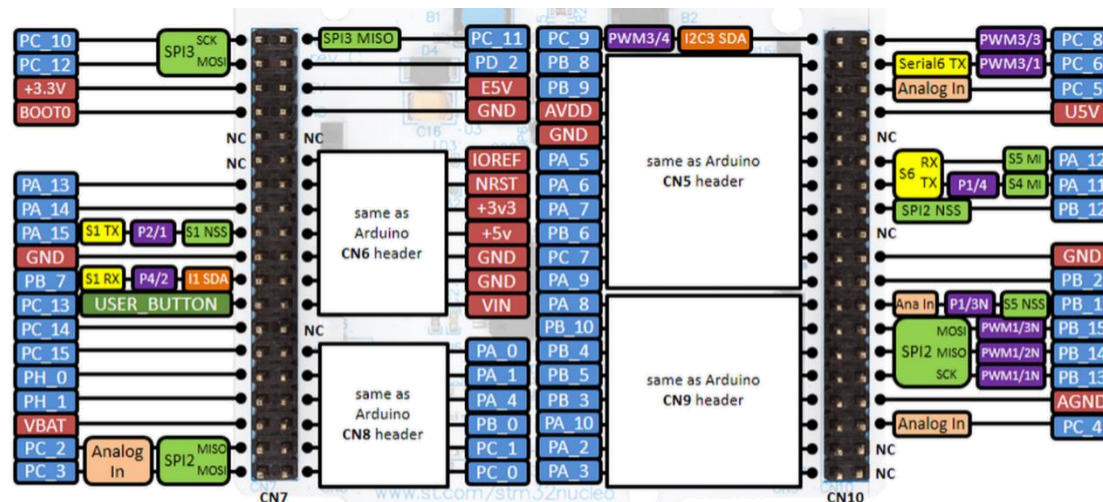 PC_10 SCK SPI3 MOSI SPI3 MISO PC_11 PC_9 PWM3/4 I2C3 SDA PWM3/3 PC_8
PC_12 PD_2 PB_8 Serial6 TX PWM3/1 PC_6
+3.3V E5V PB_9 Analog In PC_5
BOOT0 GND AVDD U5V
NC NC GND NC
NC IOREF PA_5 S6 RX TX S5 MI PA_12
PA_13 NRST PA_6 P1/4 S4 MI PA_11
PA_14 +3v3 PA_7 SPI2 NSS PB_12
PA_15 S1 TX P2/1 S1 NSS +5v PB_6 NC
GND GND PC_7 GND
PB_7 S1 RX P4/2 I1 SDA GND PA_9 PB_2
PC_13 USER_BUTTON VIN PA_8 Ana In P1/3N S5 NSS PB_1
PC_14 NC PB_10 MOSI PWM1/3N PB_15
PC_15 PA_0 PB_4 SPI2 MISO PWM1/2N PB_14
PH_0 PA_1 PB_5 SCK PWM1/1N PB_13
PH_1 PA_4 PB_3 AGND
VBAT PB_0 PA_10 Analog In PC_4
PC_2 Analog In SPI2 MISO MOSI PC_1 PA_2 NC
PC_3 PC_0 PA_3 NC
same as
Arduino
CN6 header
same as
Arduino
CN8 header
same as Arduino
CN5 header
same as Arduino
CN9 header
B1
B2
D4
C16
CN7
www.st.com/stm32nucleo
CN10